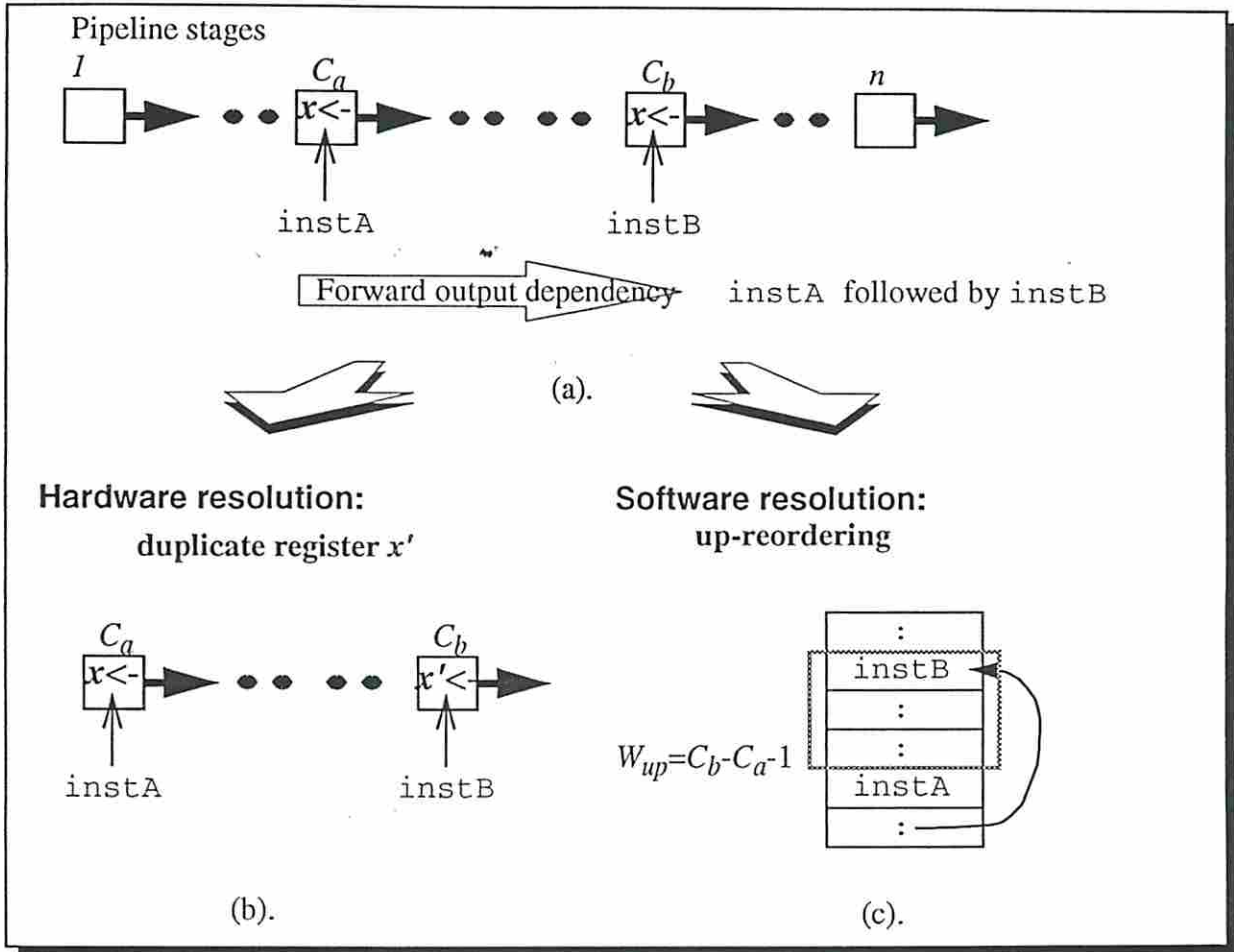 Pipeline stages
1
C_a
C_b
n
x<-
x<-
instA
instB
Forward output dependency
instA followed by instB
(a).
Hardware resolution:
duplicate register x'
Software resolution:
up-reordering
C_a
C_b
x<-
x'<-
instA
instB
:
instB
:
:
W_up=C_b-C_a-1
instA
:
(b).
(c).